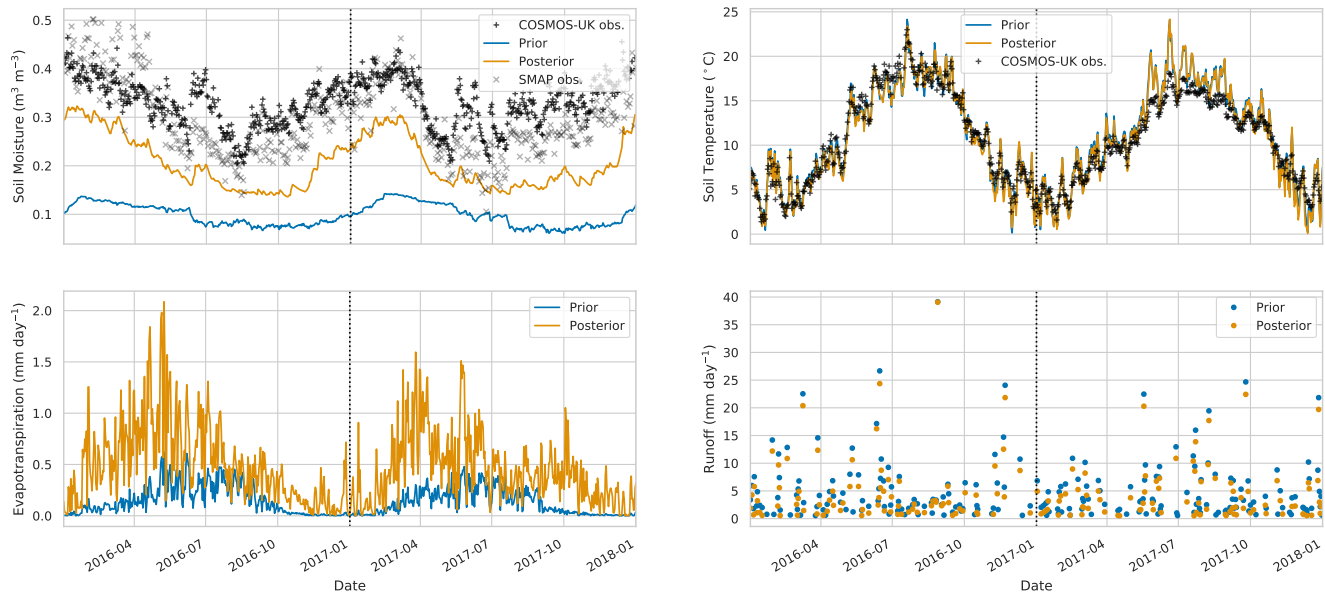 0.5
0.4
0.3
0.2
0.1
Soil Moisture (m³ m⁻³)
COSMOS-UK obs.
Prior
Posterior
SMAP obs.
25
20
15
10
5
0
Soil Temperature (°C)
Prior
Posterior
COSMOS-UK obs.
2.0
1.5
1.0
0.5
0.0
Evapotranspiration (mm day⁻¹)
Prior
Posterior
2016-04
2016-07
2016-10
2017-01
2017-04
2017-07
2017-10
2018-01
Date
40
35
30
25
20
15
10
5
0
Runoff (mm day⁻¹)
Prior
Posterior
2016-04
2016-07
2016-10
2017-01
2017-04
2017-07
2017-10
2018-01
Date